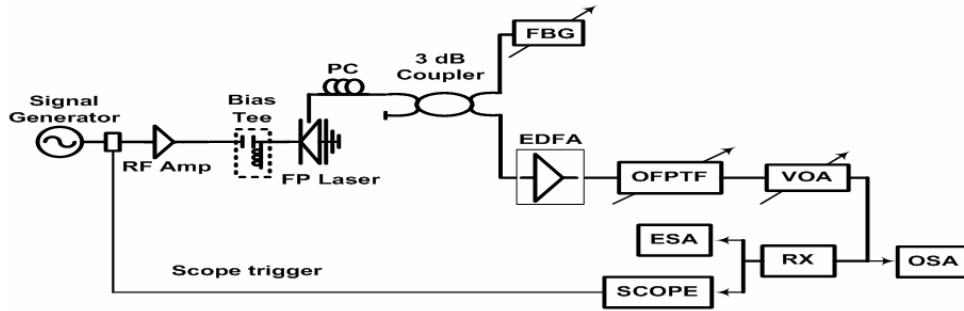 FBG
3 dB
Coupler
PC
Signal
Generator
Bias
Tee
RF Amp
FP Laser
EDFA
OFPTF
VOA
ESA
RX
OSA
Scope trigger
SCOPE